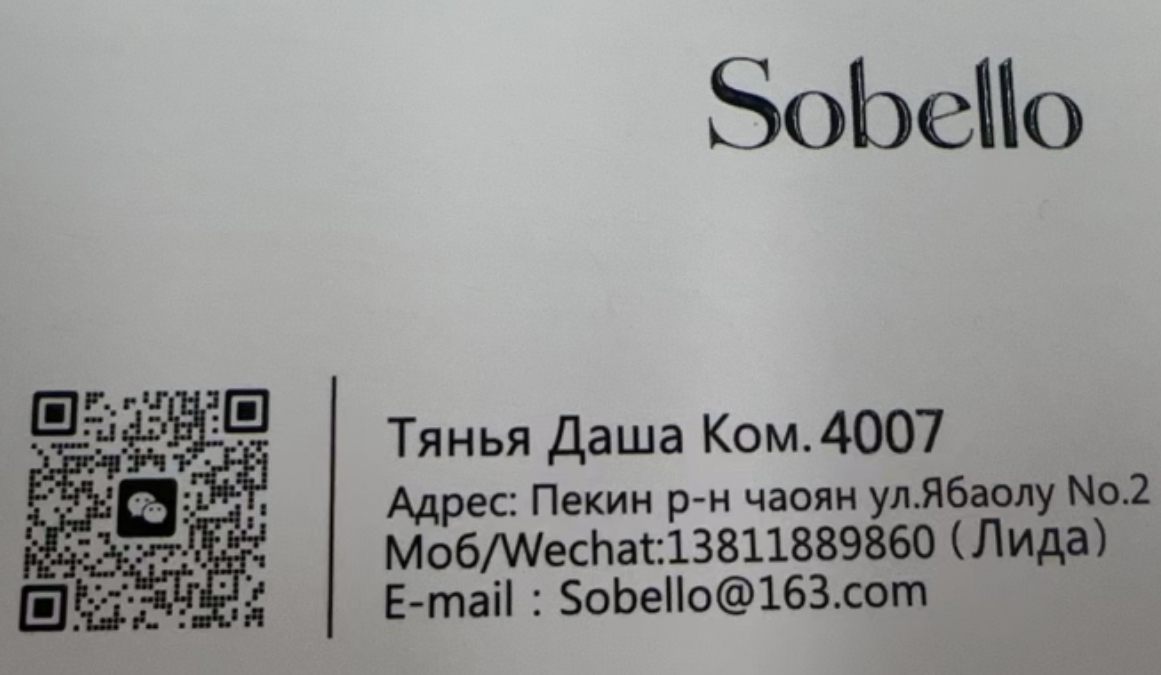 Sobello
Тянья Даша Ком.4007
Адрес: Пекин р-н чаоян ул.Ябаолу No.2
Моб/Wechat:13811889860 (Лида)
E-mail : Sobello@163.com